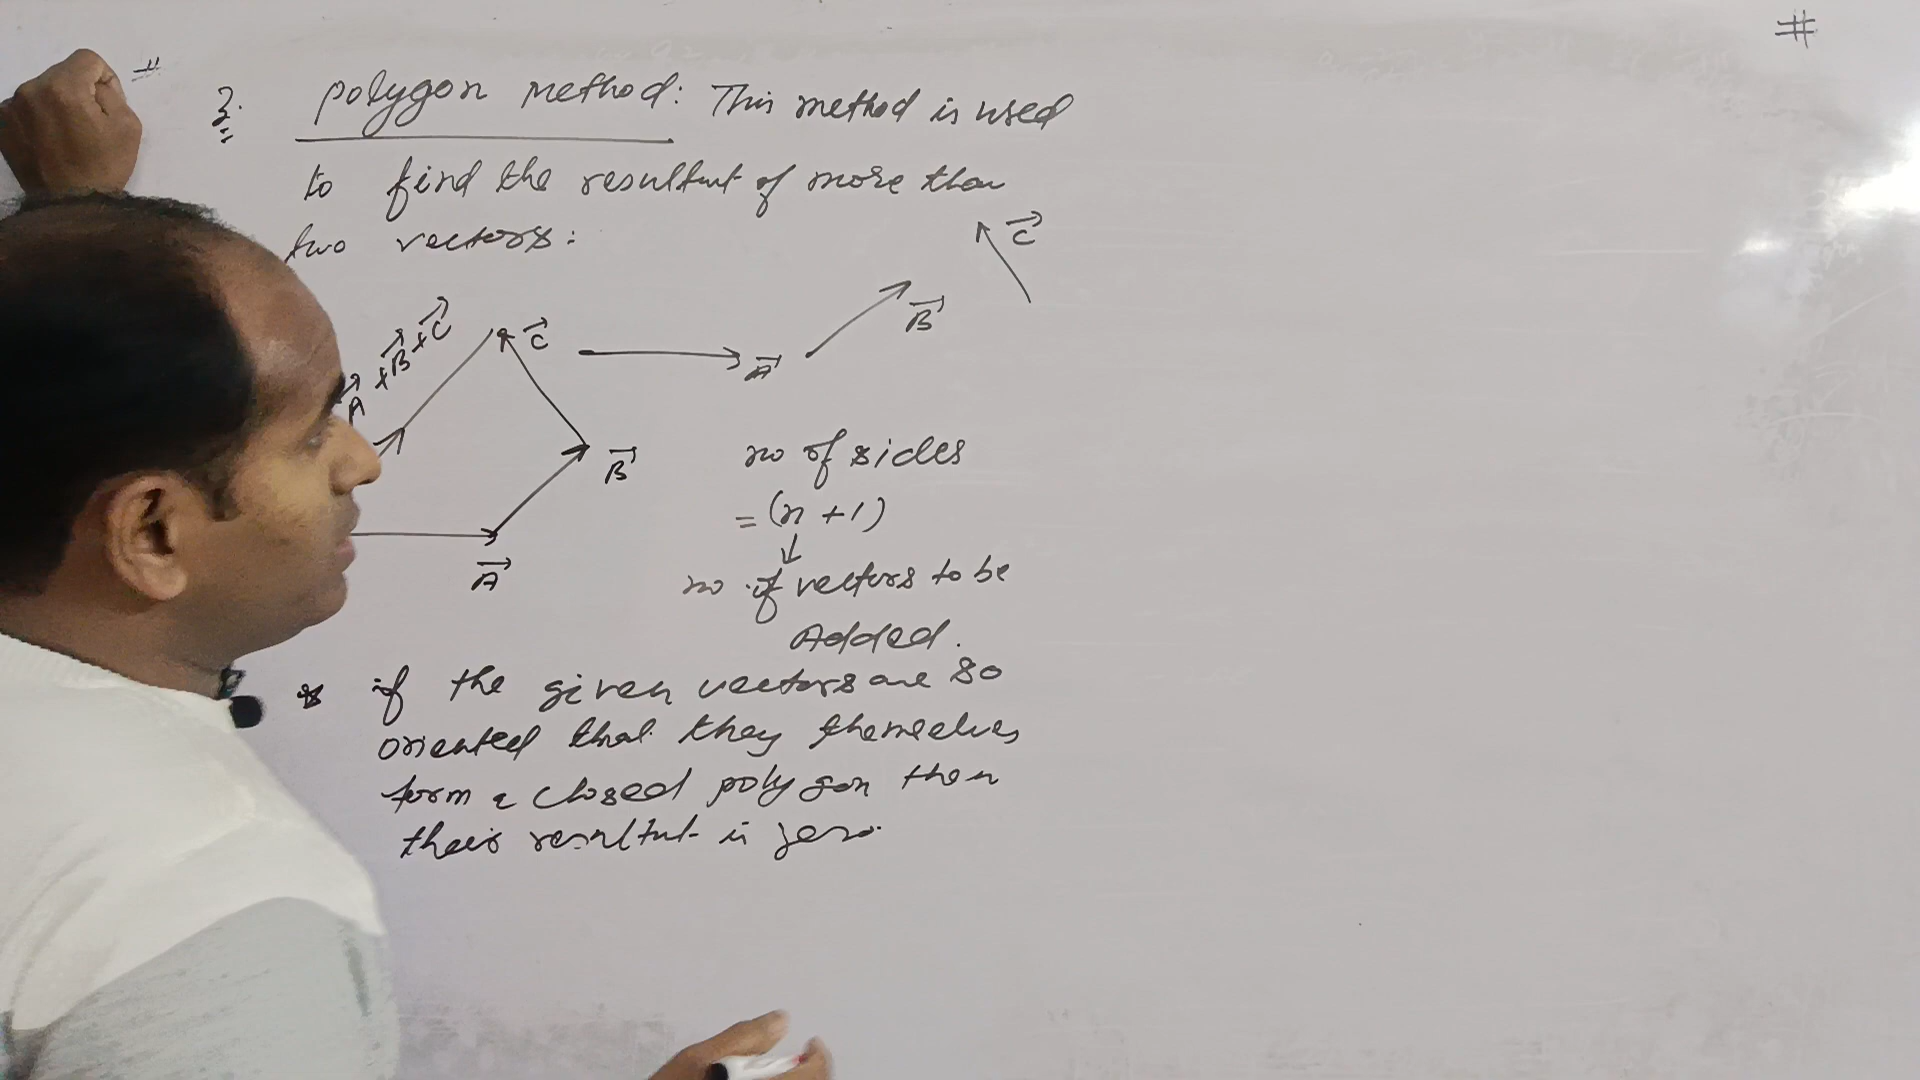 #
#
3. polygon method: This method is used
to find the resultant of more than
two vectors:
C⃗
B⃗
A⃗
A⃗ + B⃗ + C⃗
C⃗
B⃗
A⃗
no of sides
= (n + 1)
↓
no of vectors to be
Added.
* if the given vectors are so
oriented that they themselves
form a closed polygon then
their resultant is zero.